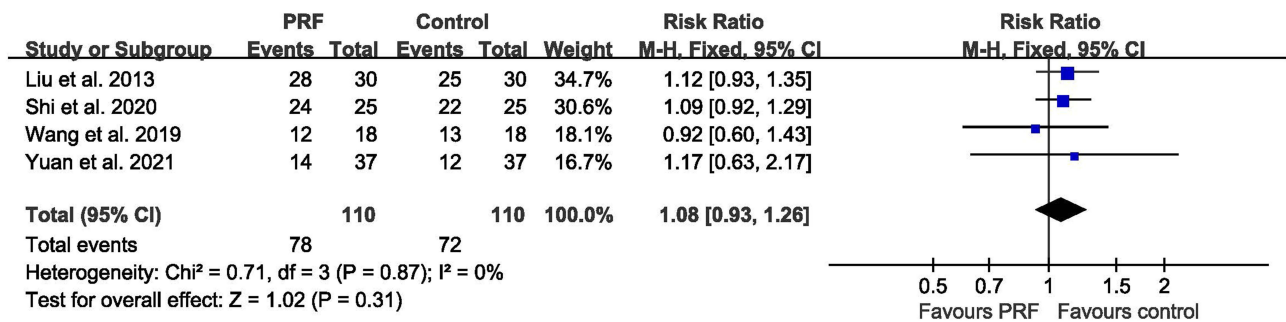 PRF Control Risk Ratio Risk Ratio
Study or Subgroup Events Total Events Total Weight M-H, Fixed, 95% CI M-H, Fixed, 95% CI
Liu et al. 2013 28 30 25 30 34.7% 1.12 [0.93, 1.35]
Shi et al. 2020 24 25 22 25 30.6% 1.09 [0.92, 1.29]
Wang et al. 2019 12 18 13 18 18.1% 0.92 [0.60, 1.43]
Yuan et al. 2021 14 37 12 37 16.7% 1.17 [0.63, 2.17]
Total (95% CI) 110 110 100.0% 1.08 [0.93, 1.26]
Total events 78 72
Heterogeneity: Chi² = 0.71, df = 3 (P = 0.87); I² = 0%
Test for overall effect: Z = 1.02 (P = 0.31)
0.5 0.7 1 1.5 2
Favours PRF Favours control